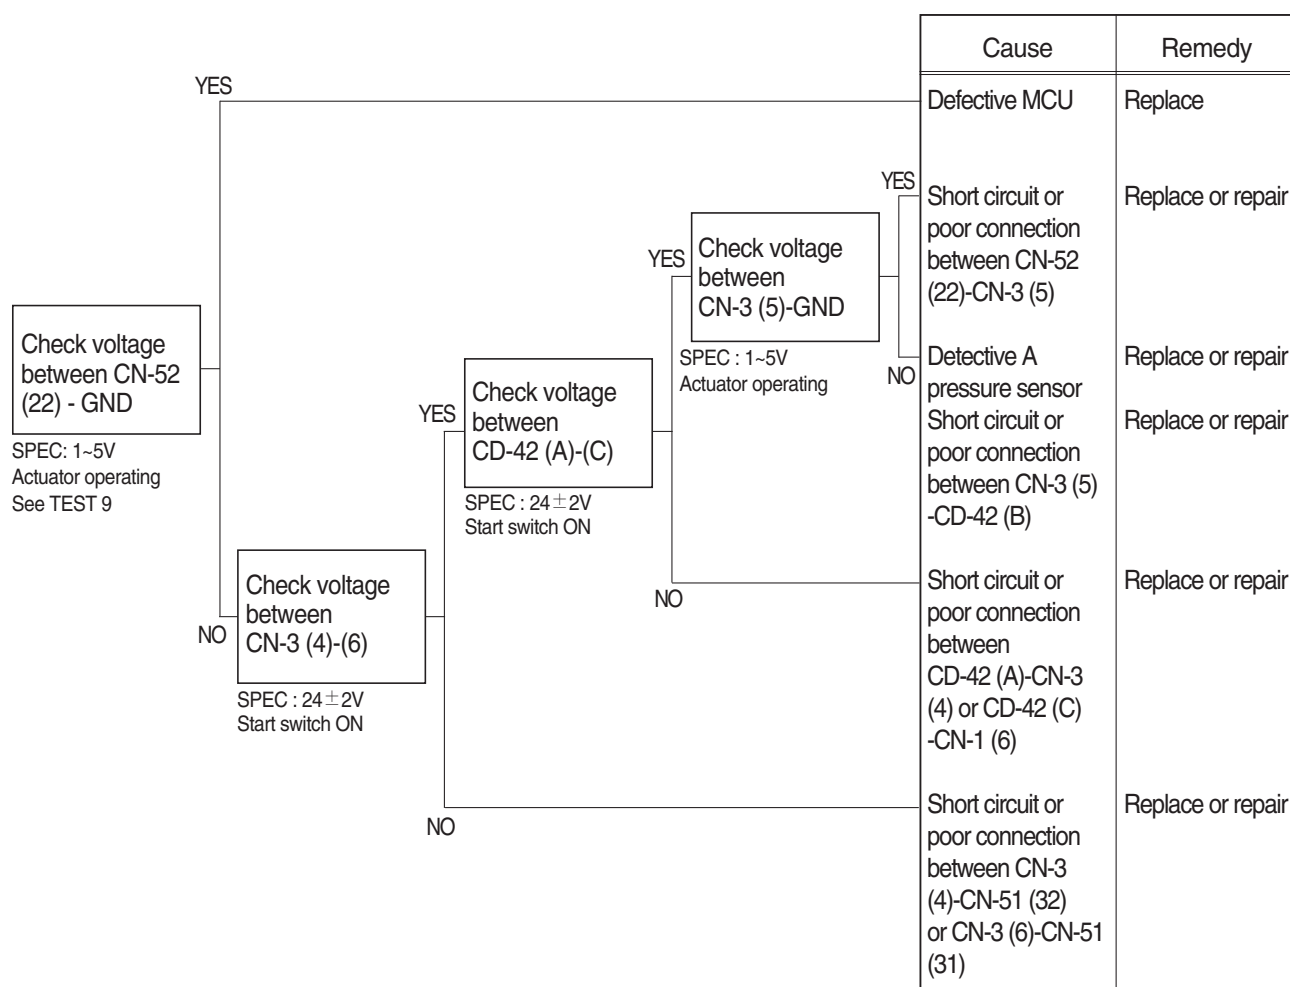 Cause
Remedy
YES
Defective MCU
Replace
YES
Short circuit or
poor connection
between CN-52
(22)-CN-3 (5)
Replace or repair
YES
Check voltage
between
CN-3 (5)-GND
SPEC : 1~5V
Actuator operating
NO
Detective A
pressure sensor
Replace or repair
Short circuit or
poor connection
between CN-3 (5)
-CD-42 (B)
Replace or repair
Check voltage
between CN-52
(22) - GND
SPEC: 1~5V
Actuator operating
See TEST 9
YES
Check voltage
between
CD-42 (A)-(C)
SPEC : 24±2V
Start switch ON
NO
Short circuit or
poor connection
between
CD-42 (A)-CN-3
(4) or CD-42 (C)
-CN-1 (6)
Replace or repair
NO
Check voltage
between
CN-3 (4)-(6)
SPEC : 24±2V
Start switch ON
NO
Short circuit or
poor connection
between CN-3
(4)-CN-51 (32)
or CN-3 (6)-CN-51
(31)
Replace or repair